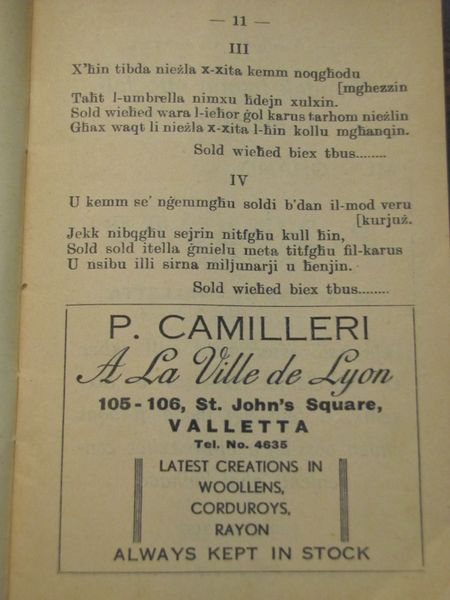 — 11 —
III
X'ħin tibda nieżla x-xita kemm noqgħodu
[mgħezzin
Taħt l-umbrella nimxu ħdejn xulxin.
Sold wieħed wara l-ieħor ġol karus tarhom nieżlin
Għax waqt li nieżla x-xita l-ħin kollu mgħanqin.
Sold wieħed biex tbus........
IV
U kemm se' nġemmgħu soldi b'dan il-mod veru
[kurjuż.
Jekk nibqgħu sejrin nitfgħu kull ħin,
Sold sold itella ġmielu meta titfgħu fil-karus
U nsibu illi sirna miljunarji u ħenjin.
Sold wieħed biex tbus........
P. CAMILLERI
A La Ville de Lyon
105 - 106, St. John's Square,
VALLETTA
Tel. No. 4635
LATEST CREATIONS IN
WOOLLENS,
CORDUROYS,
RAYON
ALWAYS KEPT IN STOCK